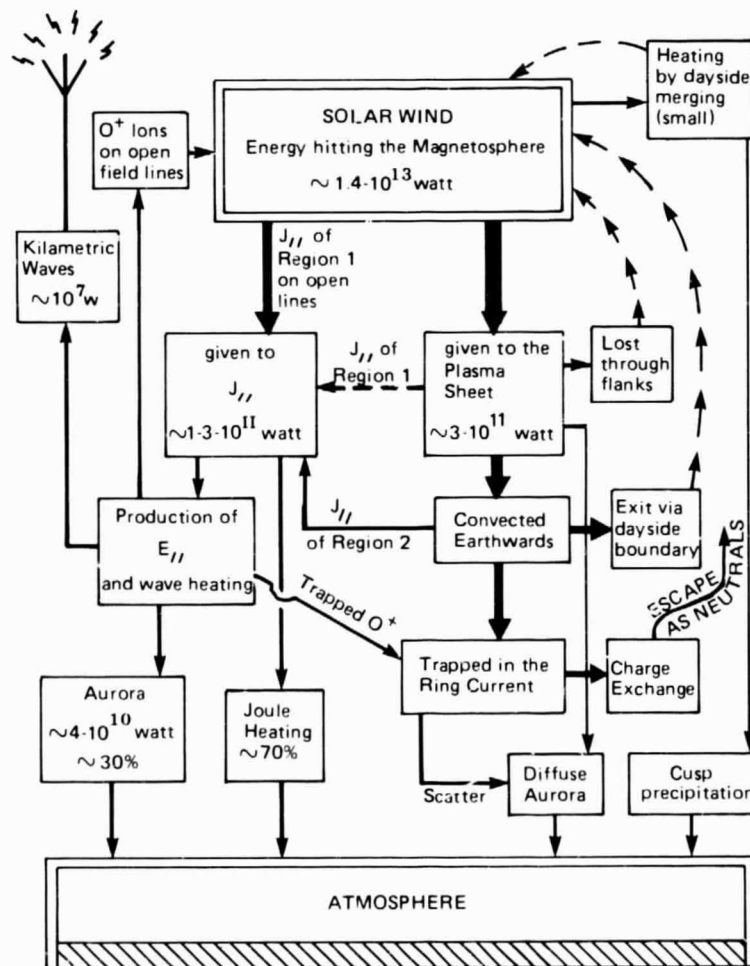 Heating
by dayside
merging
(small)
SOLAR WIND
Energy hitting the Magnetosphere
~ 1.4·10¹³ watt
O⁺ Ions
on open
field lines
Kilametric
Waves
~10⁷w
J// of
Region 1
on open
lines
given to
J//
~1-3·10¹¹ watt
J// of
Region 1
given to the
Plasma
Sheet
~3·10¹¹ watt
Lost
through
flanks
Production of
E//
and wave heating
J//
of Region 2
Convected
Earthwards
Exit via
dayside
boundary
ESCAPE
AS NEUTRALS
Trapped O⁺
Trapped in the
Ring Current
Charge
Exchange
Aurora
~4·10¹⁰ watt
~ 30%
Joule
Heating
~70%
Scatter
Diffuse
Aurora
Cusp
precipitation
ATMOSPHERE